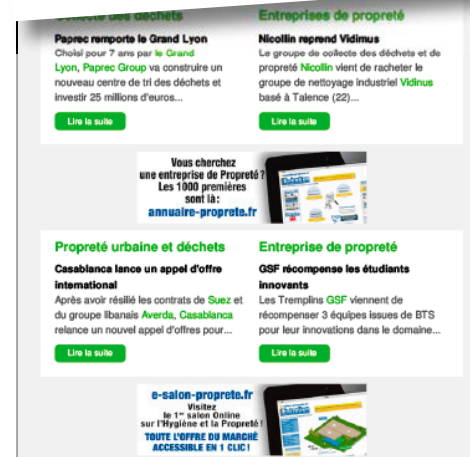 Collecte des déchets
Paprec remporte le Grand Lyon
Choisi pour 7 ans par le Grand
Lyon, Paprec Group va construire un
nouveau centre de tri des déchets et
investir 25 millions d'euros...
Lire la suite
Entreprises de propreté
Nicollin reprend Vidimus
Le groupe de collecte des déchets et de
propreté Nicollin vient de racheter le
groupe de nettoyage industriel Vidinus
basé à Talence (22)...
Lire la suite
Vous cherchez
une entreprise de Propreté ?
Les 1000 premières
sont là:
annuaire-proprete.fr
Propreté urbaine et déchets
Casablanca lance un appel d'offre
international
Après avoir résilié les contrats de Suez et
du groupe libanais Averda, Casablanca
relance un nouvel appel d'offres pour...
Lire la suite
Entreprise de propreté
GSF récompense les étudiants
innovants
Les Tremplins GSF viennent de
récompenser 3 équipes issues de BTS
pour leur innovations dans le domaine...
Lire la suite
e-salon-proprete.fr
Visitez
le 1er salon Online
sur l'Hygiène et la Propreté !
TOUTE L'OFFRE DU MARCHÉ
ACCESSIBLE EN 1 CLIC !